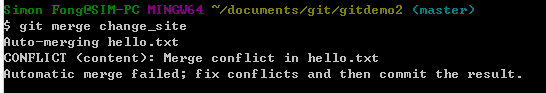 Simon Fong@SIM-PC MINGW64 ~/documents/git/gitdemo2 (master)
$ git merge change_site
Auto-merging hello.txt
CONFLICT (content): Merge conflict in hello.txt
Automatic merge failed; fix conflicts and then commit the result.